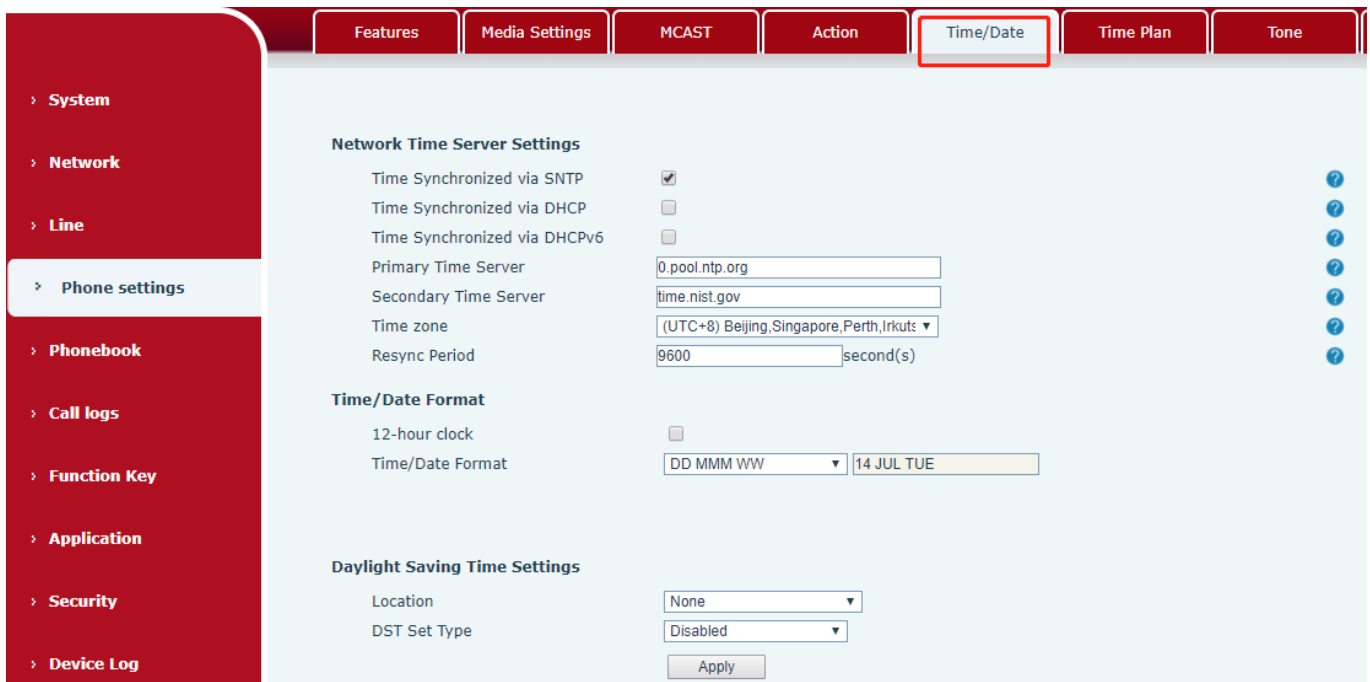 Features Media Settings MCAST Action Time/Date Time Plan Tone
› System
› Network
› Line
› Phone settings
› Phonebook
› Call logs
› Function Key
› Application
› Security
› Device Log
Network Time Server Settings
Time Synchronized via SNTP
Time Synchronized via DHCP
Time Synchronized via DHCPv6
Primary Time Server 0.pool.ntp.org
Secondary Time Server time.nist.gov
Time zone (UTC+8) Beijing,Singapore,Perth,Irkuts
Resync Period 9600 second(s)
Time/Date Format
12-hour clock
Time/Date Format DD MMM WW 14 JUL TUE
Daylight Saving Time Settings
Location None
DST Set Type Disabled
Apply